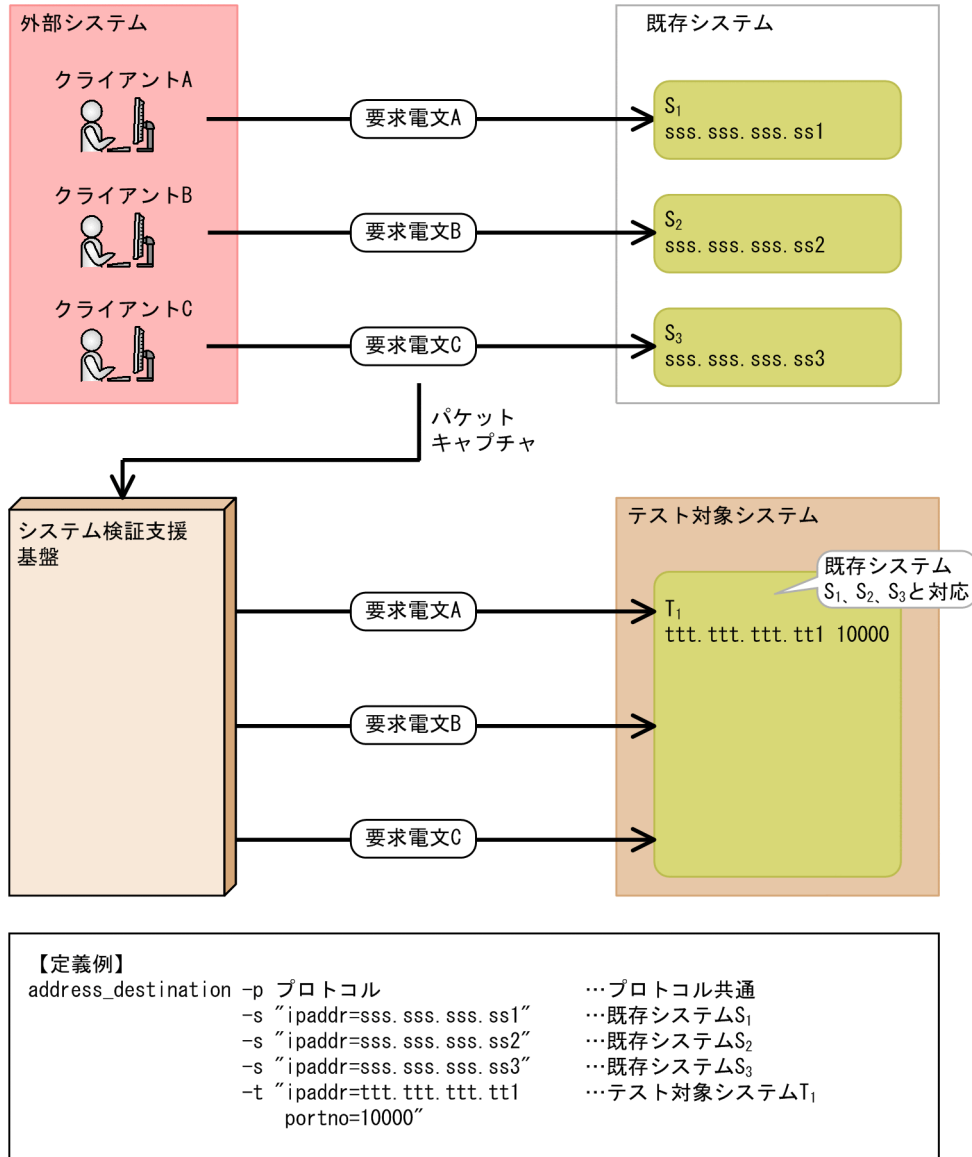 外部システム
クライアントA
クライアントB
クライアントC
要求電文A
要求電文B
要求電文C
既存システム
S₁
sss.sss.sss.ss1
S₂
sss.sss.sss.ss2
S₃
sss.sss.sss.ss3
パケット
キャプチャ
システム検証支援
基盤
要求電文A
要求電文B
要求電文C
テスト対象システム
既存システム
S₁、S₂、S₃と対応
T₁
ttt.ttt.ttt.tt1 10000
【定義例】
address_destination -p プロトコル …プロトコル共通
-s "ipaddr=sss.sss.sss.ss1" …既存システムS₁
-s "ipaddr=sss.sss.sss.ss2" …既存システムS₂
-s "ipaddr=sss.sss.sss.ss3" …既存システムS₃
-t "ipaddr=ttt.ttt.ttt.tt1 …テスト対象システムT₁
portno=10000"